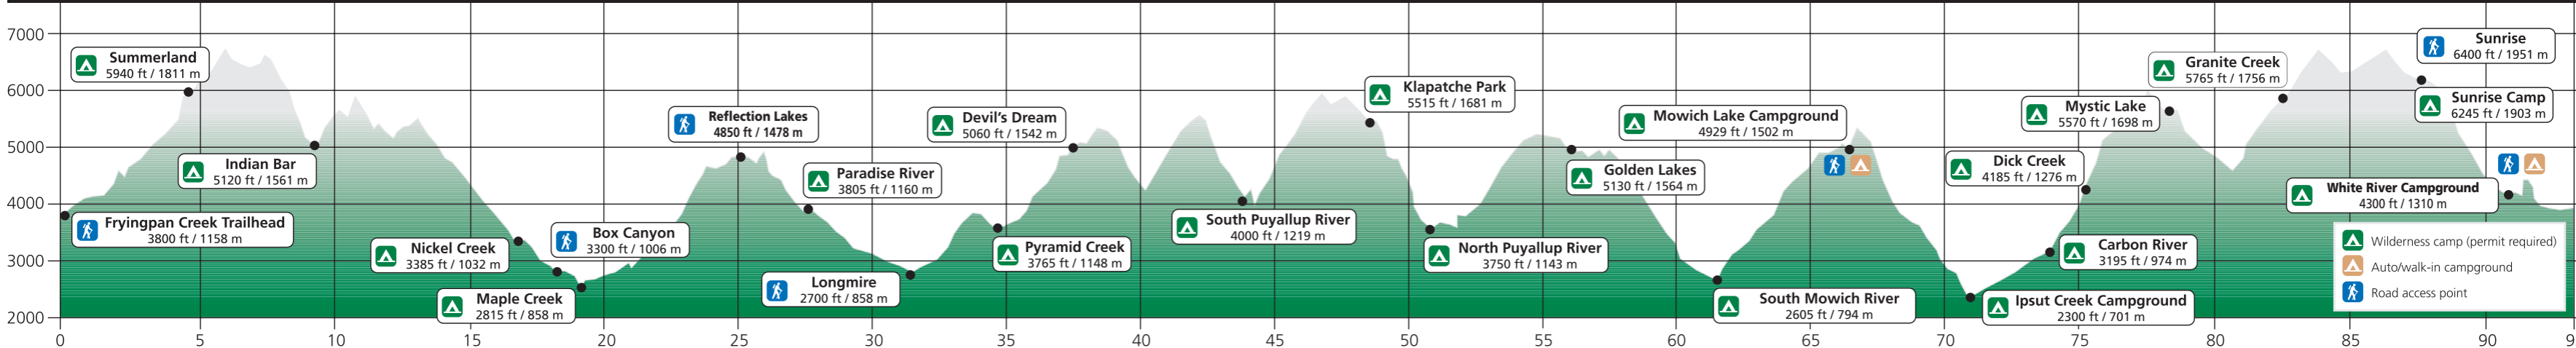 7000
6000
5000
4000
3000
2000
Summerland
5940 ft / 1811 m
Indian Bar
5120 ft / 1561 m
Fryingpan Creek Trailhead
3800 ft / 1158 m
Nickel Creek
3385 ft / 1032 m
Maple Creek
2815 ft / 858 m
Box Canyon
3300 ft / 1006 m
Reflection Lakes
4850 ft / 1478 m
Paradise River
3805 ft / 1160 m
Longmire
2700 ft / 858 m
Devil's Dream
5060 ft / 1542 m
Pyramid Creek
3765 ft / 1148 m
South Puyallup River
4000 ft / 1219 m
Klapatche Park
5515 ft / 1681 m
North Puyallup River
3750 ft / 1143 m
Golden Lakes
5130 ft / 1564 m
Mowich Lake Campground
4929 ft / 1502 m
South Mowich River
2605 ft / 794 m
Ipsut Creek Campground
2300 ft / 701 m
Carbon River
3195 ft / 974 m
Dick Creek
4185 ft / 1276 m
Mystic Lake
5570 ft / 1698 m
Granite Creek
5765 ft / 1756 m
Sunrise
6400 ft / 1951 m
Sunrise Camp
6245 ft / 1903 m
White River Campground
4300 ft / 1310 m
Wilderness camp (permit required)
Auto/walk-in campground
Road access point
0 5 10 15 20 25 30 35 40 45 50 55 60 65 70 75 80 85 90